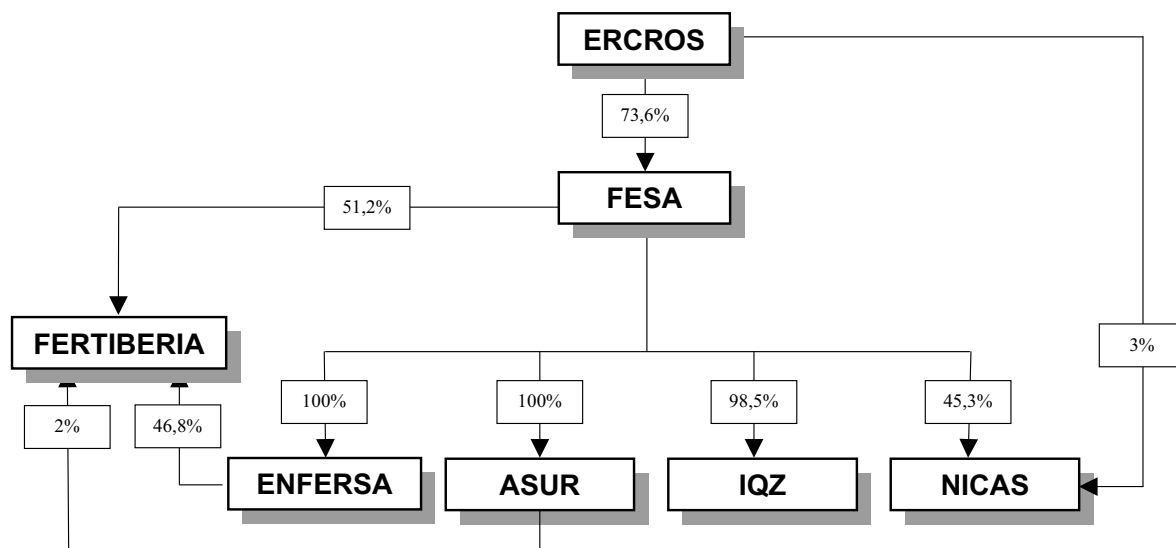 ERCROS
73,6%
FESA
51,2%
FERTIBERIA
3%
2%
46,8%
100%
100%
98,5%
45,3%
ENFERSA
ASUR
IQZ
NICAS